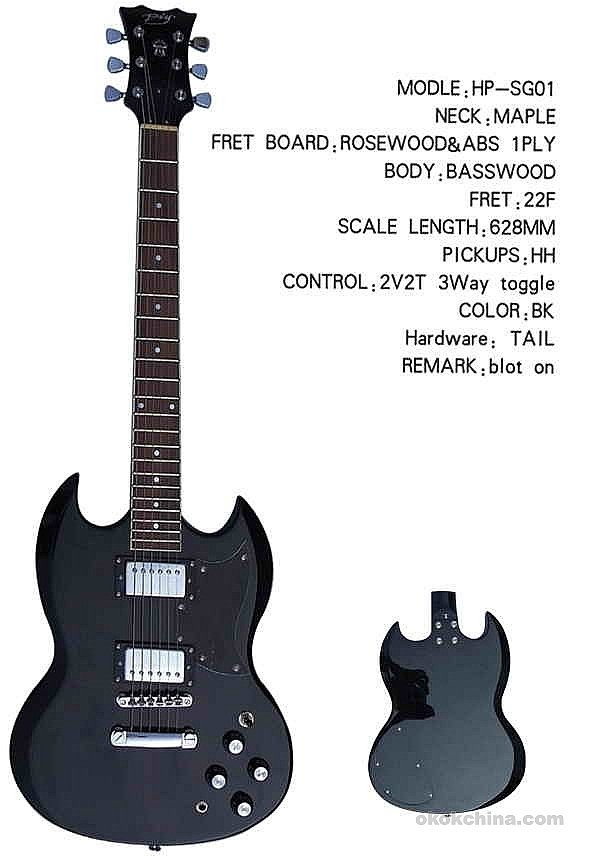 MODLE:HP-SG01
NECK:MAPLE
FRET BOARD:ROSEWOOD&ABS 1PLY
BODY:BASSWOOD
FRET:22F
SCALE LENGTH:628MM
PICKUPS:HH
CONTROL:2V2T 3Way toggle
COLOR:BK
Hardware: TAIL
REMARK:blot on
okokchina.com